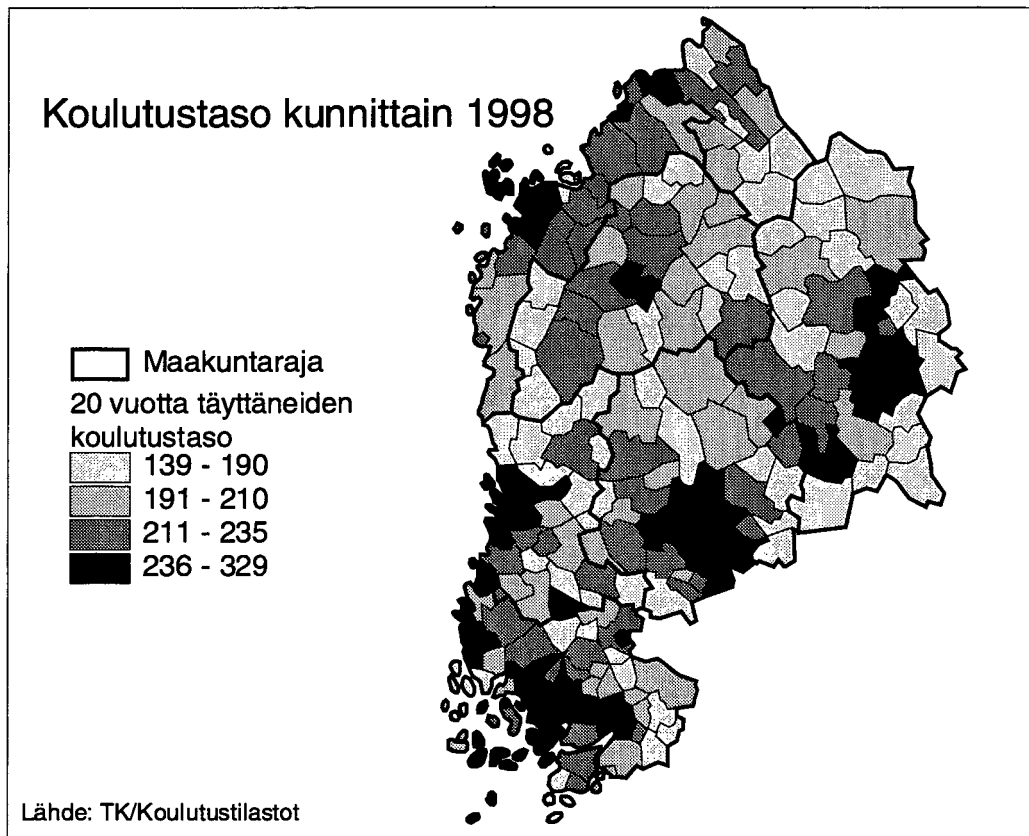 Koulutustaso kunnittain 1998
Maakuntaraja
20 vuotta täyttäneiden
koulutustaso
139 - 190
191 - 210
211 - 235
236 - 329
Lähde: TK/Koulutustilastot